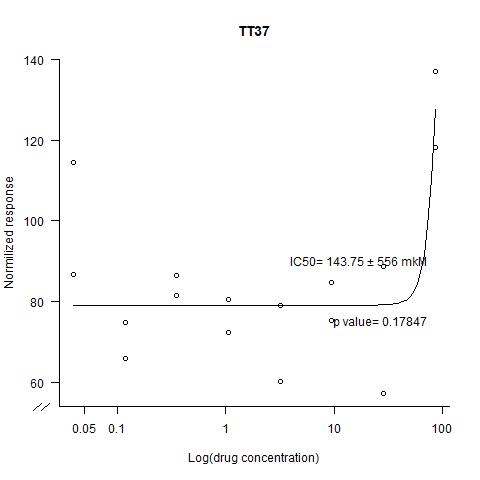 TT37
Normilized response
140
120
100
80
60
IC50= 143.75 ± 556 mkM
p value= 0.17847
0.05 0.1 1 10 100
Log(drug concentration)